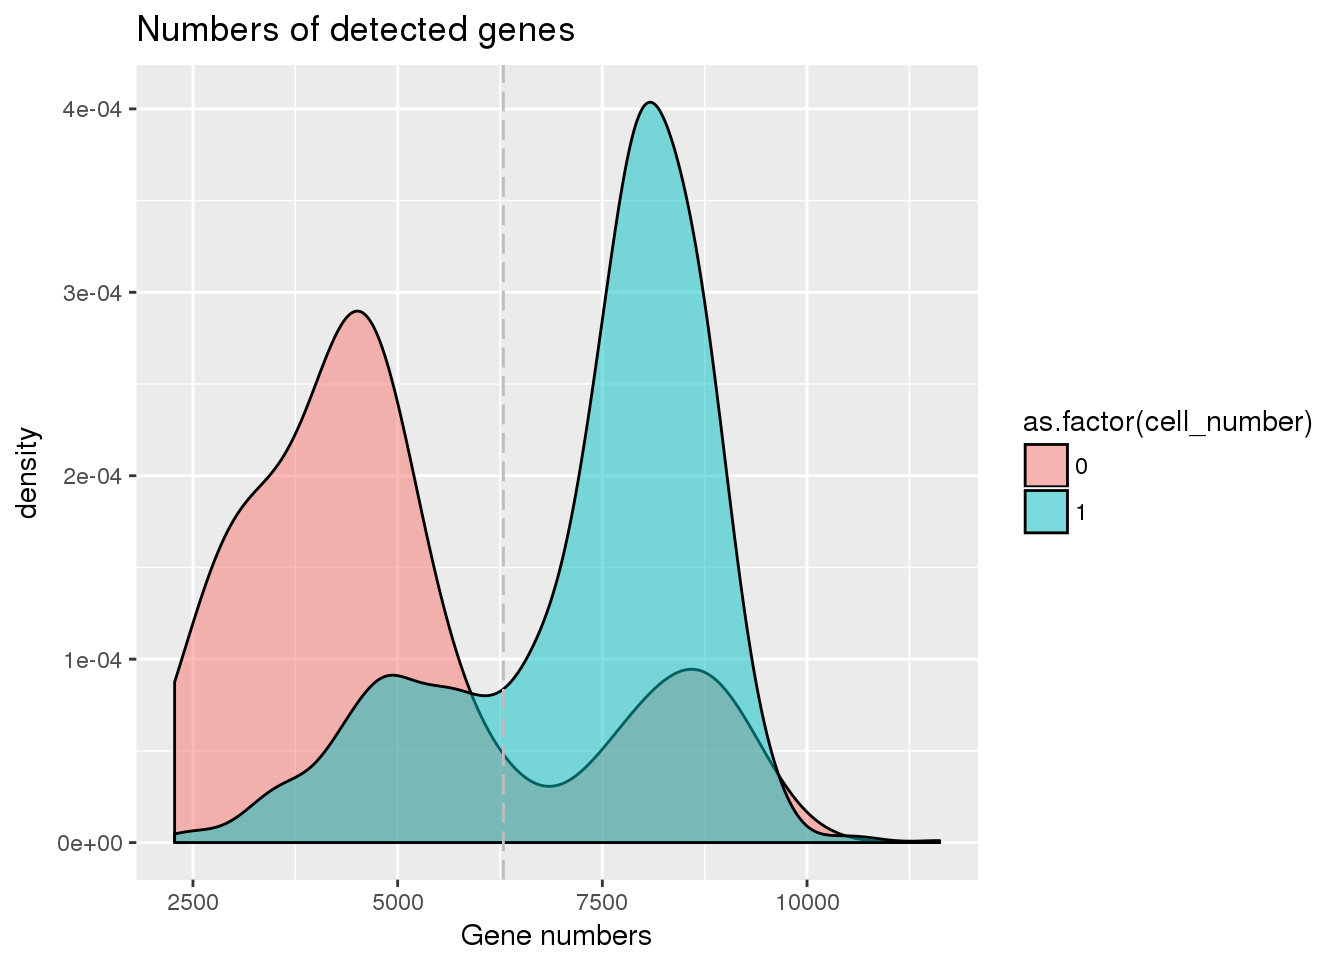 Numbers of detected genes
4e-04
3e-04
2e-04
1e-04
0e+00
density
2500 5000 7500 10000
Gene numbers
as.factor(cell_number)
0
1